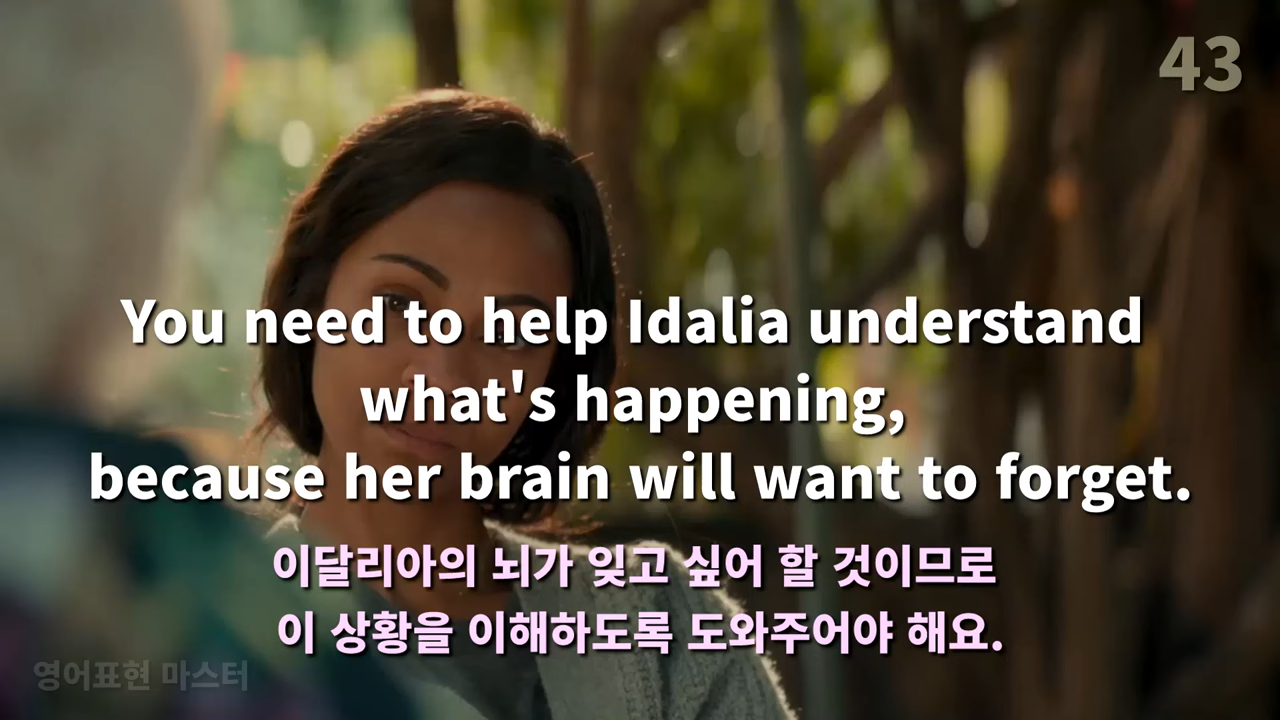 43
You need to help Idalia understand
what's happening,
because her brain will want to forget.
이달리아의 뇌가 잊고 싶어 할 것이므로
이 상황을 이해하도록 도와주어야 해요.
영어표현 마스터